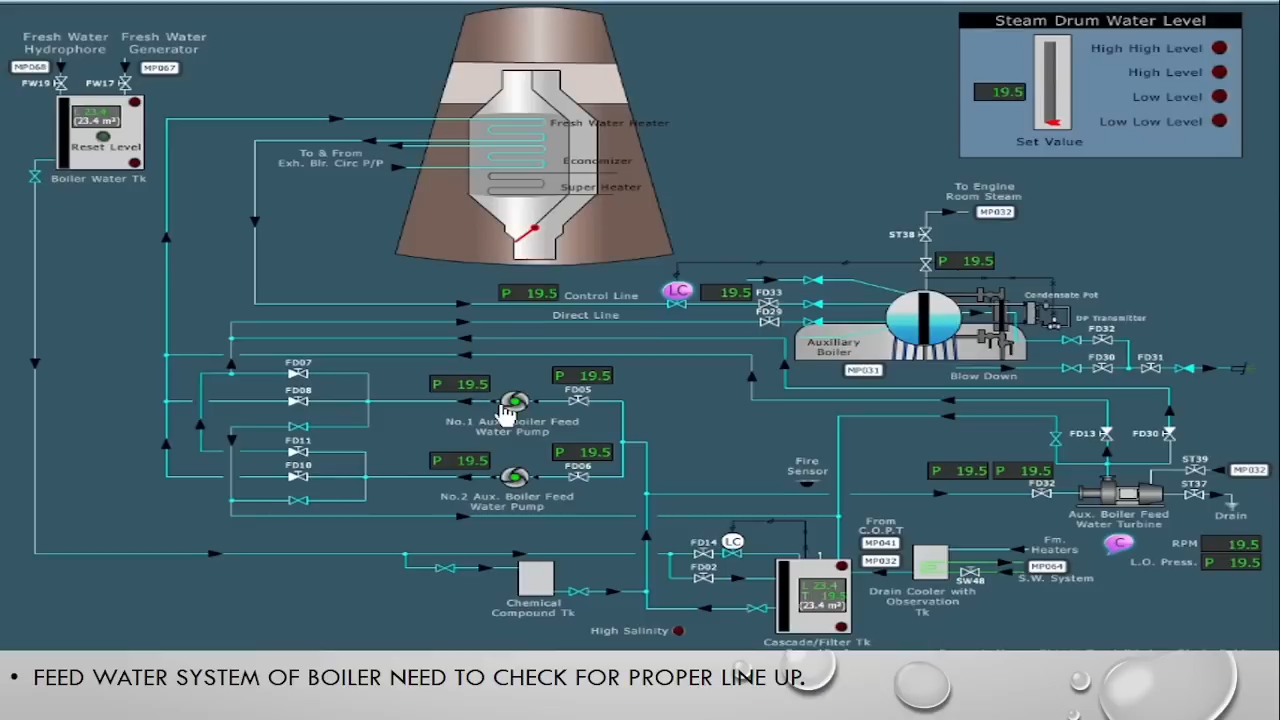 Fresh Water
Hydrophore
Fresh Water
Generator
MP068
MP067
FW19
FW17
23.4
(23.4 m³)
Reset Level
Boiler Water Tk
To & From
Exh. Blr. Circ P/P
Fresh Water Heater
Economizer
Super Heater
Steam Drum Water Level
High High Level
High Level
19.5
Low Level
Low Low Level
Set Value
To Engine
Room Steam
MP032
ST38
P 19.5
P 19.5
Control Line
LC
19.5
FD33
Direct Line
FD29
Condensate Pot
DP Transmitter
FD32
Auxiliary
Boiler
MP031
FD30
FD31
Blow Down
FD07
FD08
P 19.5
P 19.5
FD05
No.1 Aux. Boiler Feed
Water Pump
FD11
FD10
P 19.5
P 19.5
FD06
No.2 Aux. Boiler Feed
Water Pump
FD13
FD30
Fire
Sensor
P 19.5
P 19.5
FD32
ST39
MP032
ST37
Drain
Aux. Boiler Feed
Water Turbine
C
RPM
19.5
L.O. Press.
P 19.5
From
C.O.P.T
MP041
MP032
Fm.
Heaters
MP064
S.W. System
SW48
Drain Cooler with
Observation
Tk
FD14
LC
FD02
1
L 23.4
T 19.5
(23.4 m³)
Cascade/Filter Tk
Chemical
Compound Tk
High Salinity
• FEED WATER SYSTEM OF BOILER NEED TO CHECK FOR PROPER LINE UP.